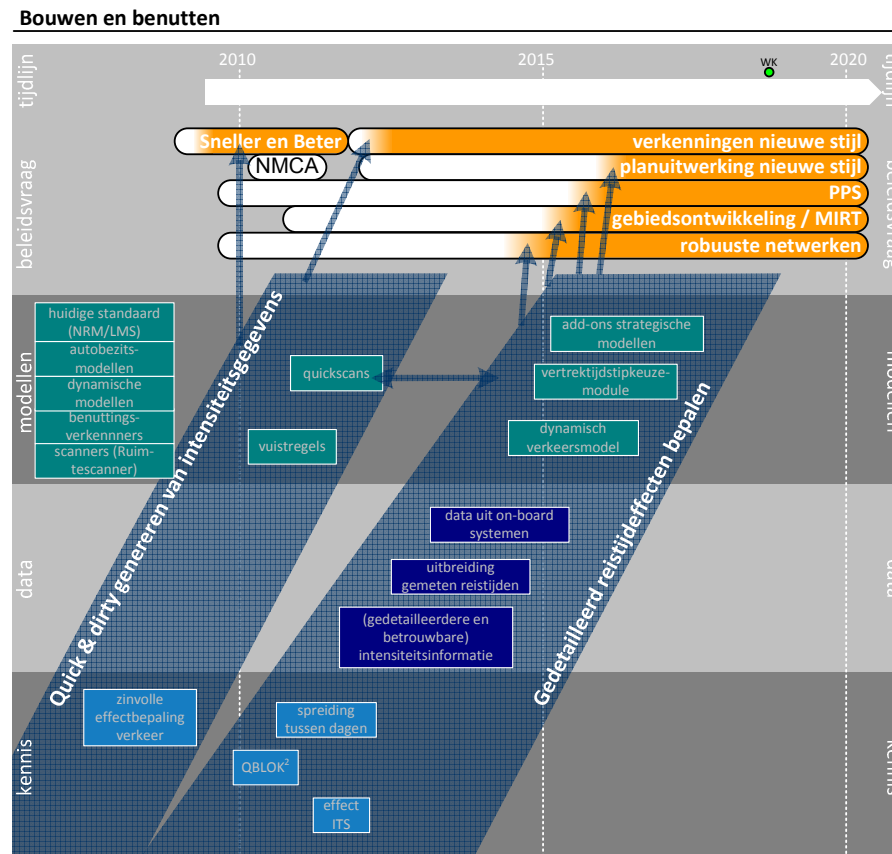 Bouwen en benutten
2010
2015
2020
WK
tijdlijn
tijdlijn
Sneller en Beter
verkenningen nieuwe stijl
NMCA
planuitwerking nieuwe stijl
PPS
gebiedsontwikkeling / MIRT
robuuste netwerken
beleidsvraag
beleidsvraag
huidige standaard
(NRM/LMS)
autobezits-
modellen
dynamische
modellen
benuttings-
verkennners
scanners (Ruim-
tescanner)
quickscans
vuistregels
add-ons strategische
modellen
vertrektijdstipkeuze-
module
dynamisch
verkeersmodel
modellen
modellen
Quick & dirty genereren van intensiteitsgegevens
Gedetailleerd reistijdeffecten bepalen
data uit on-board
systemen
uitbreiding
gemeten reistijden
(gedetailleerdere en
betrouwbare)
intensiteitsinformatie
data
data
zinvolle
effectbepaling
verkeer
spreiding
tussen dagen
QBLOK²
effect
ITS
kennis
kennis